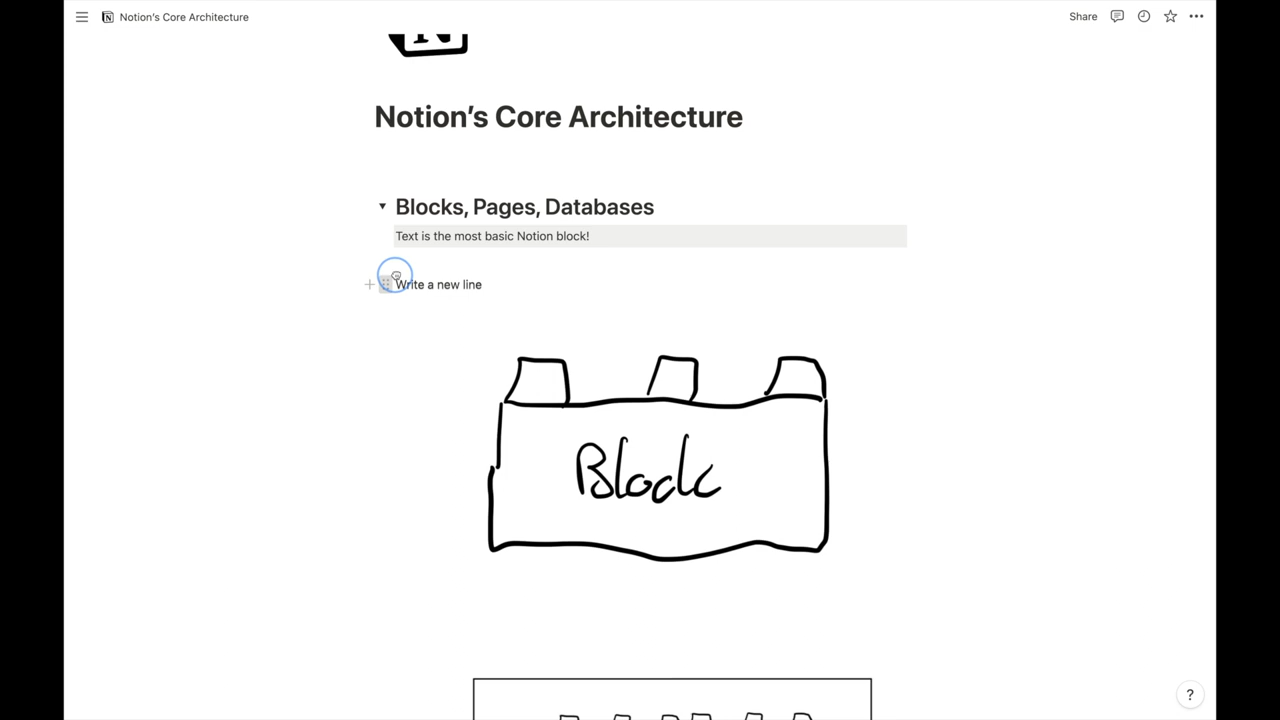 Notion's Core Architecture
Share
N
Notion's Core Architecture
Blocks, Pages, Databases
Text is the most basic Notion block!
Write a new line
Block
?